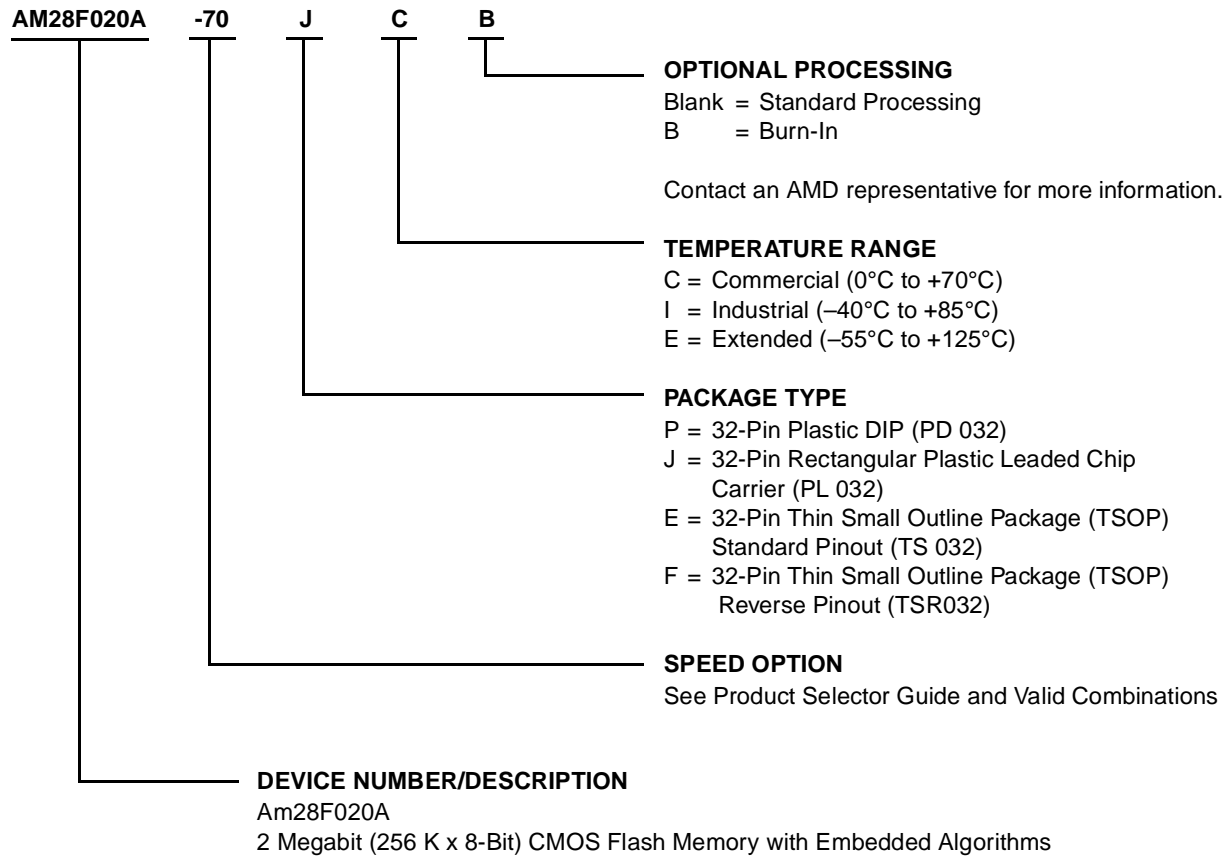 AM28F020A -70 J C B
OPTIONAL PROCESSING
Blank = Standard Processing
B = Burn-In
Contact an AMD representative for more information.
TEMPERATURE RANGE
C = Commercial (0°C to +70°C)
I = Industrial (–40°C to +85°C)
E = Extended (–55°C to +125°C)
PACKAGE TYPE
P = 32-Pin Plastic DIP (PD 032)
J = 32-Pin Rectangular Plastic Leaded Chip
Carrier (PL 032)
E = 32-Pin Thin Small Outline Package (TSOP)
Standard Pinout (TS 032)
F = 32-Pin Thin Small Outline Package (TSOP)
Reverse Pinout (TSR032)
SPEED OPTION
See Product Selector Guide and Valid Combinations
DEVICE NUMBER/DESCRIPTION
Am28F020A
2 Megabit (256 K x 8-Bit) CMOS Flash Memory with Embedded Algorithms